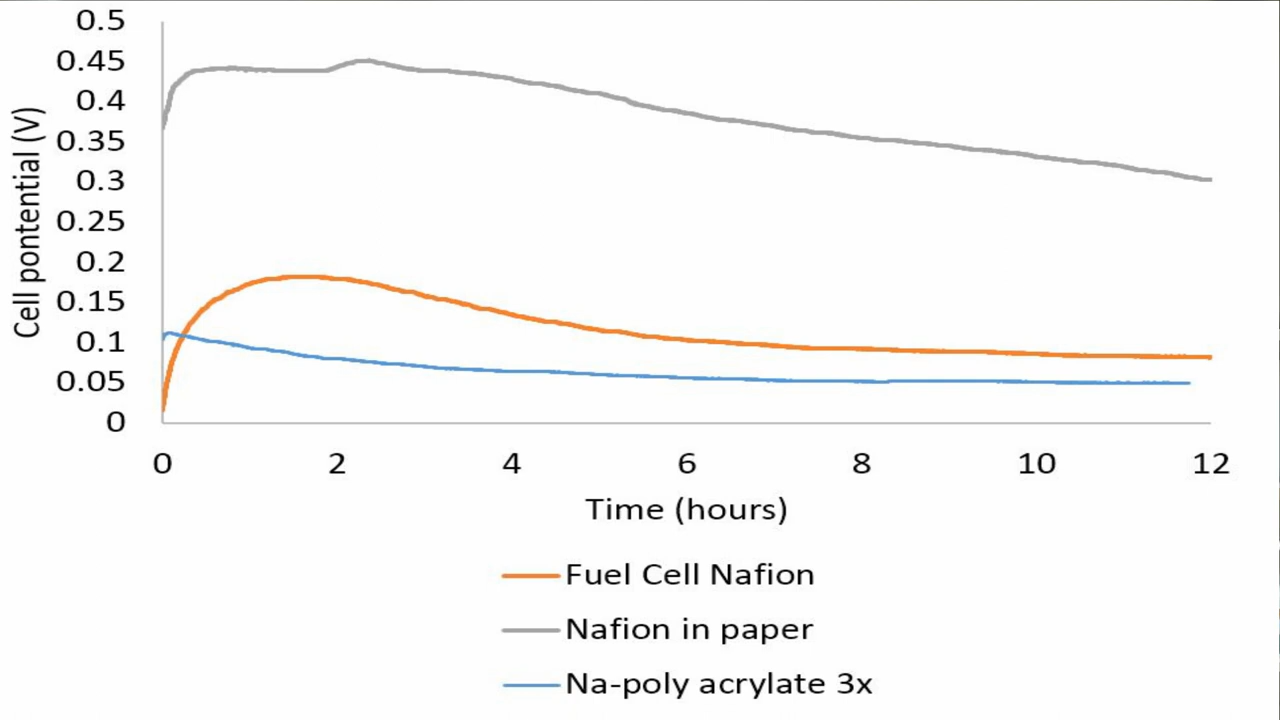 0.5
0.45
0.4
0.35
0.3
0.25
0.2
0.15
0.1
0.05
0
Cell pontential (V)
0 2 4 6 8 10 12
Time (hours)
Fuel Cell Nafion
Nafion in paper
Na-poly acrylate 3x